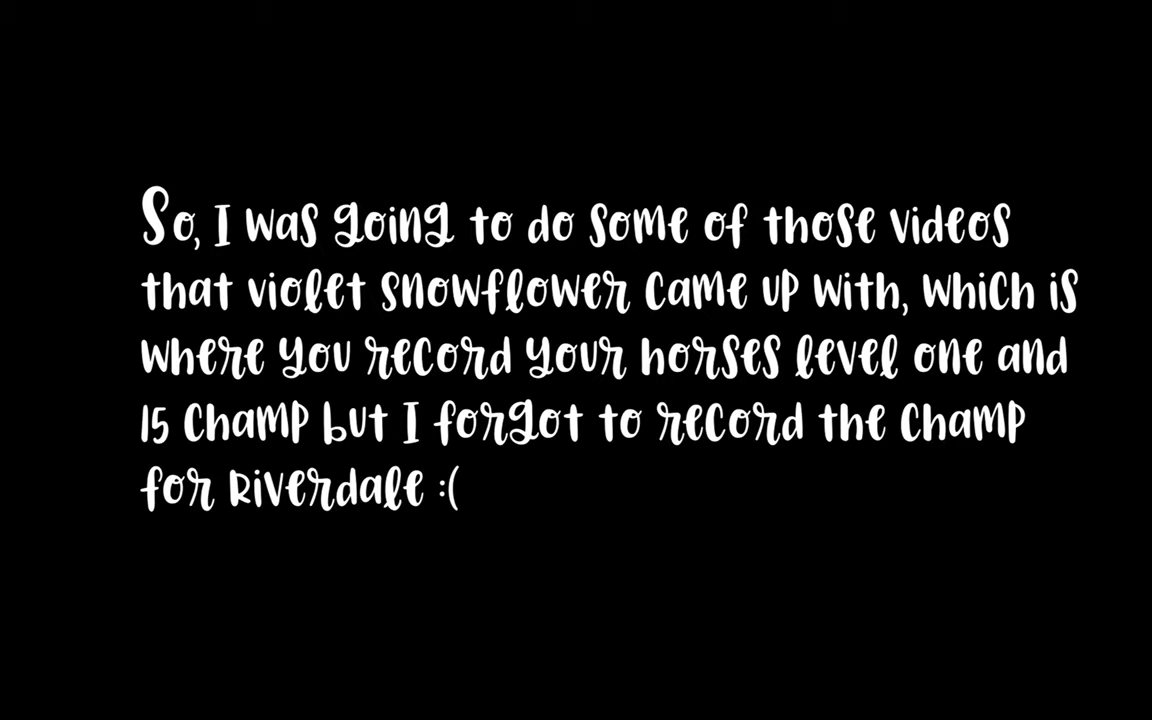 So, I was going to do some of those videos
that violet snowflower came up with, which is
where you record your horses level one and
15 champ but I forgot to record the champ
for Riverdale :(